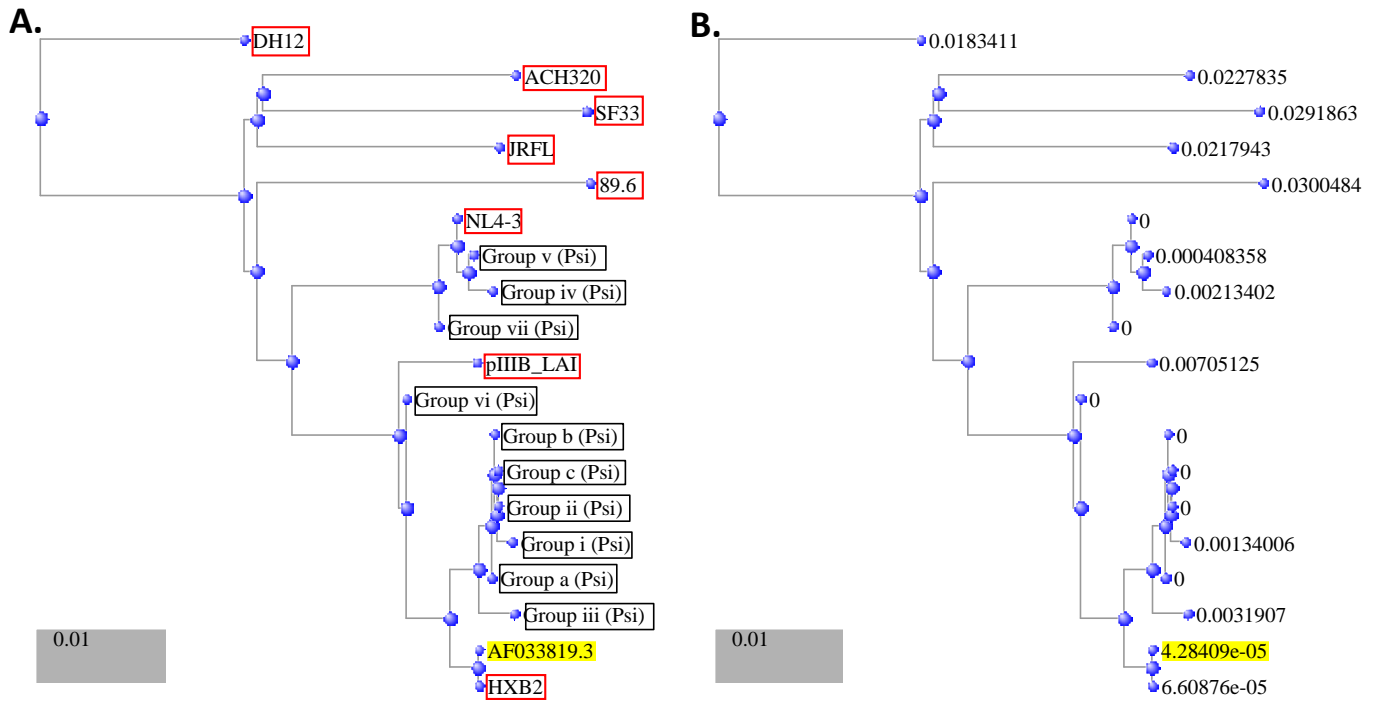 A.
DH12
ACH320
SF33
JRFL
89.6
NL4-3
Group v (Psi)
Group iv (Psi)
Group vii (Psi)
pIIIB_LAI
Group vi (Psi)
Group b (Psi)
Group c (Psi)
Group ii (Psi)
Group i (Psi)
Group a (Psi)
Group iii (Psi)
AF033819.3
HXB2
0.01
B.
0.0183411
0.0227835
0.0291863
0.0217943
0.0300484
0
0.000408358
0.00213402
0
0.00705125
0
0
0
0
0.00134006
0
0.0031907
4.28409e-05
6.60876e-05
0.01